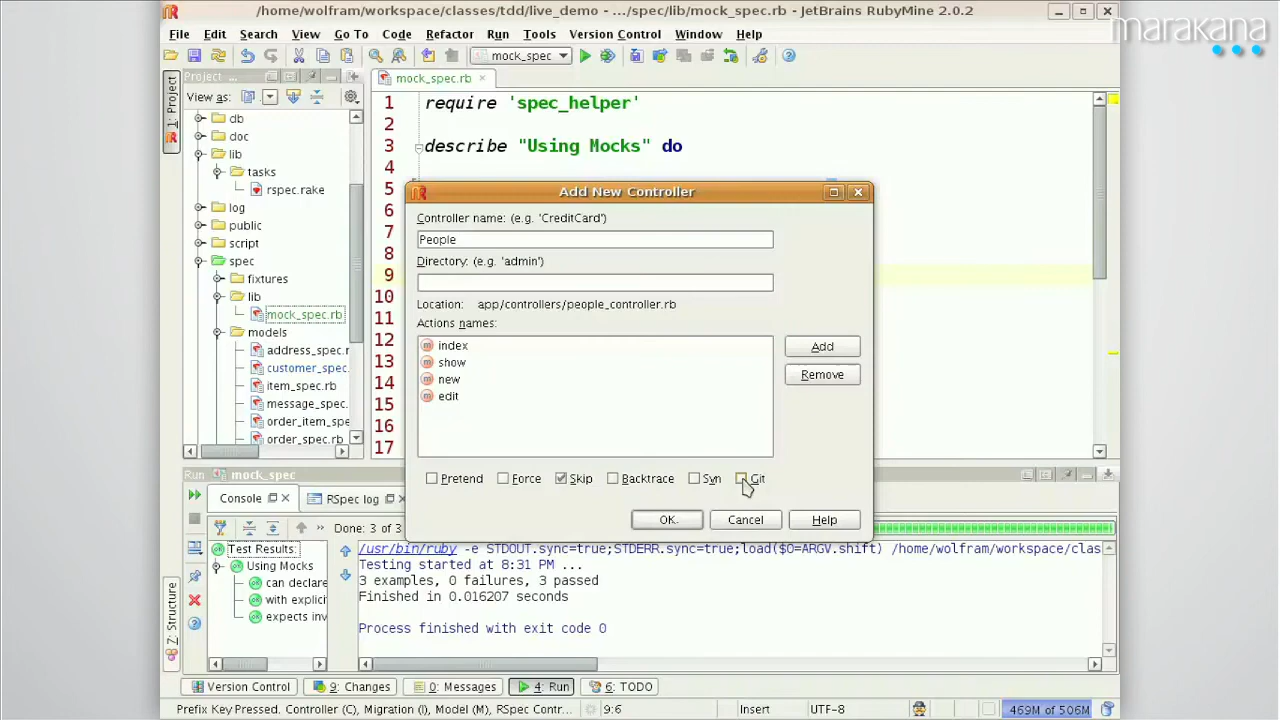 /home/wolfram/workspace/classes/tdd/live_demo - .../spec/lib/mock_spec.rb - JetBrains RubyMine 2.0.2
marakana
File Edit Search View Go To Code Refactor Run Tools Version Control Window Help
mock_spec
1: Project
Project
mock_spec.rb
View as:
db
doc
lib
tasks
rspec.rake
log
public
script
spec
fixtures
lib
mock_spec.rb
models
address_spec.r
customer_spec.
item_spec.rb
message_spec.
order_item_spe
order_spec.rb
1 require 'spec_helper'
2
3 describe "Using Mocks" do
4
5
6
7
8
9
10
11
12
13
14
15
16
17
Add New Controller
Controller name: (e.g. 'CreditCard')
People
Directory: (e.g. 'admin')
Location: app/controllers/people_controller.rb
Actions names:
index
show
new
edit
Add
Remove
Pretend Force Skip Backtrace Svn Git
OK Cancel Help
Run mock_spec
Console RSpec log
Done: 3 of 3
Test Results:
Using Mocks
can declare
with explici
expects inv
/usr/bin/ruby -e STDOUT.sync=true;STDERR.sync=true;load($0=ARGV.shift) /home/wolfram/workspace/clas
Testing started at 8:31 PM ...
3 examples, 0 failures, 3 passed
Finished in 0.016207 seconds
Process finished with exit code 0
Z: Structure
Version Control 9: Changes 0: Messages 4: Run 6: TODO
Prefix Key Pressed. Controller (C), Migration (I), Model (M), RSpec Contr... 9:6 Insert UTF-8 469M of 506M